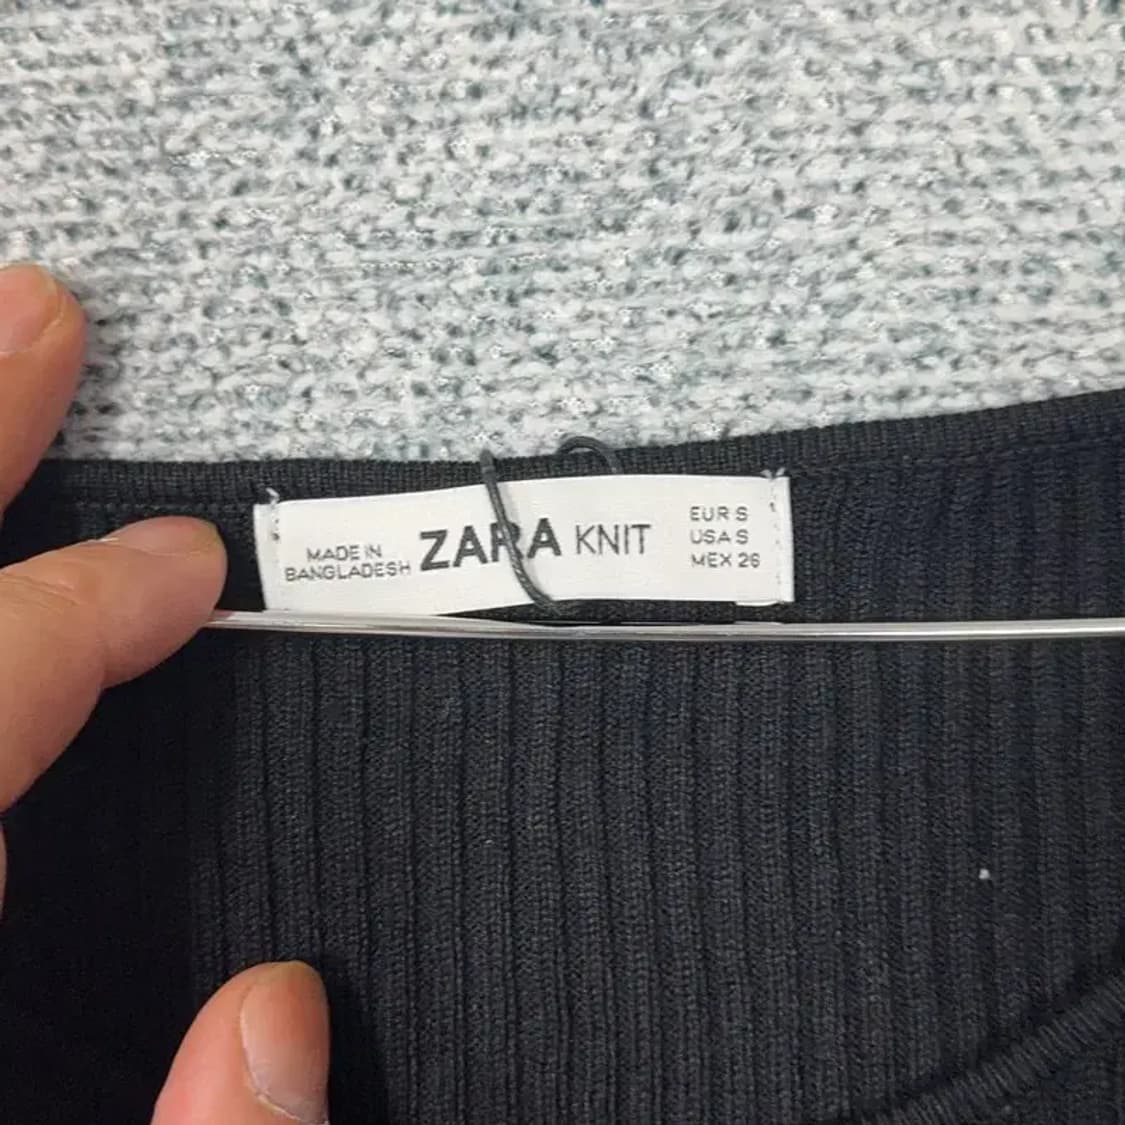 MADE IN
BANGLADESH
ZARA KNIT
EUR S
USA S
MEX 26